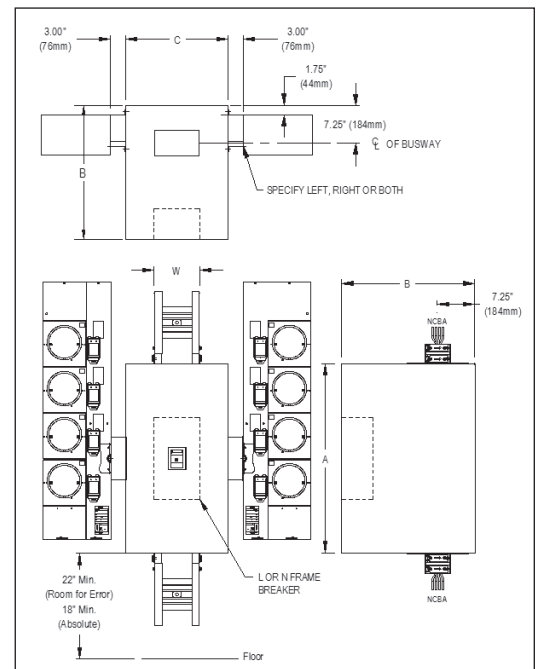 3.00"
(76mm)
C
3.00"
(76mm)
1.75"
(44mm)
7.25" (184mm)
℄ OF BUSWAY
B
SPECIFY LEFT, RIGHT OR BOTH
W
B
7.25"
(184mm)
NCBA
A
L OR N FRAME
BREAKER
22" Min.
(Room for Error)
18" Min.
(Absolute)
NCBA
Floor